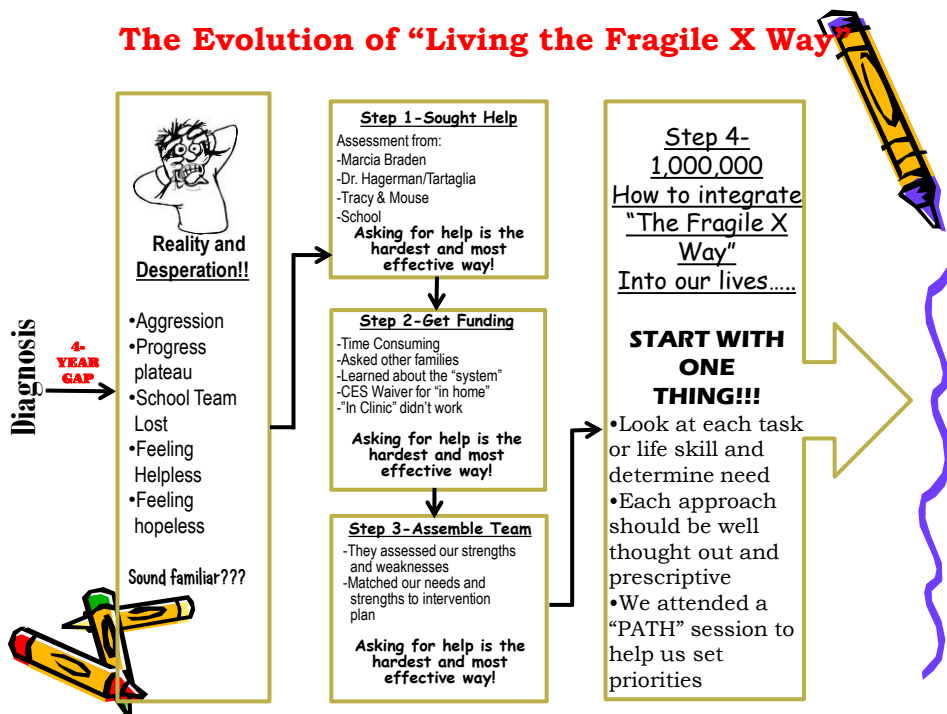 The Evolution of “Living the Fragile X Way”
Diagnosis
4-
YEAR
GAP
Reality and
Desperation!!
•Aggression
•Progress
plateau
•School Team
Lost
•Feeling
Helpless
•Feeling
hopeless
Sound familiar???
Step 1-Sought Help
Assessment from:
-Marcia Braden
-Dr. Hagerman/Tartaglia
-Tracy & Mouse
-School
Asking for help is the
hardest and most
effective way!
Step 2-Get Funding
-Time Consuming
-Asked other families
-Learned about the “system”
-CES Waiver for “in home”
-”In Clinic” didn’t work
Asking for help is the
hardest and most
effective way!
Step 3-Assemble Team
-They assessed our strengths
and weaknesses
-Matched our needs and
strengths to intervention
plan
Asking for help is the
hardest and most
effective way!
Step 4-
1,000,000
How to integrate
“The Fragile X
Way”
Into our lives…..
START WITH
ONE
THING!!!
•Look at each task
or life skill and
determine need
•Each approach
should be well
thought out and
prescriptive
•We attended a
“PATH” session to
help us set
priorities